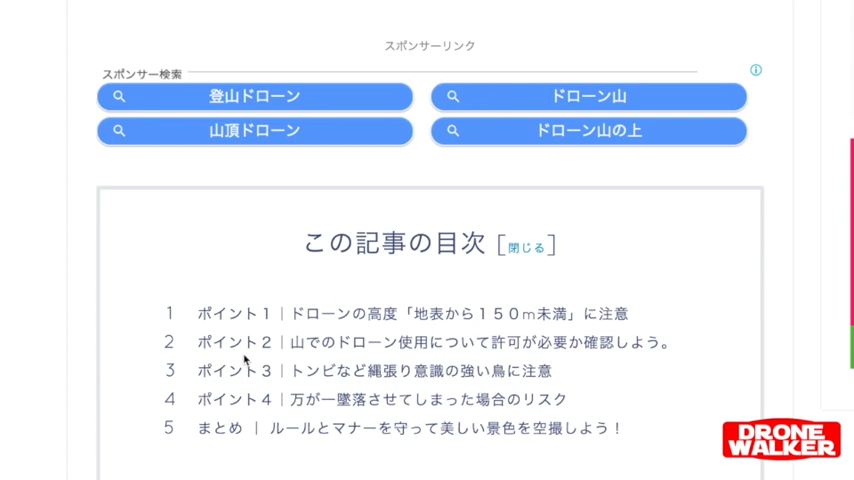 スポンサーリンク
スポンサー検索
登山ドローン
ドローン山
山頂ドローン
ドローン山の上
この記事の目次 [閉じる]
1 ポイント１｜ドローンの高度「地表から１５０ｍ未満」に注意
2 ポイント２｜山でのドローン使用について許可が必要か確認しよう。
3 ポイント３｜トンビなど縄張り意識の強い鳥に注意
4 ポイント４｜万が一墜落させてしまった場合のリスク
5 まとめ ｜ ルールとマナーを守って美しい景色を空撮しよう！
DRONE
WALKER